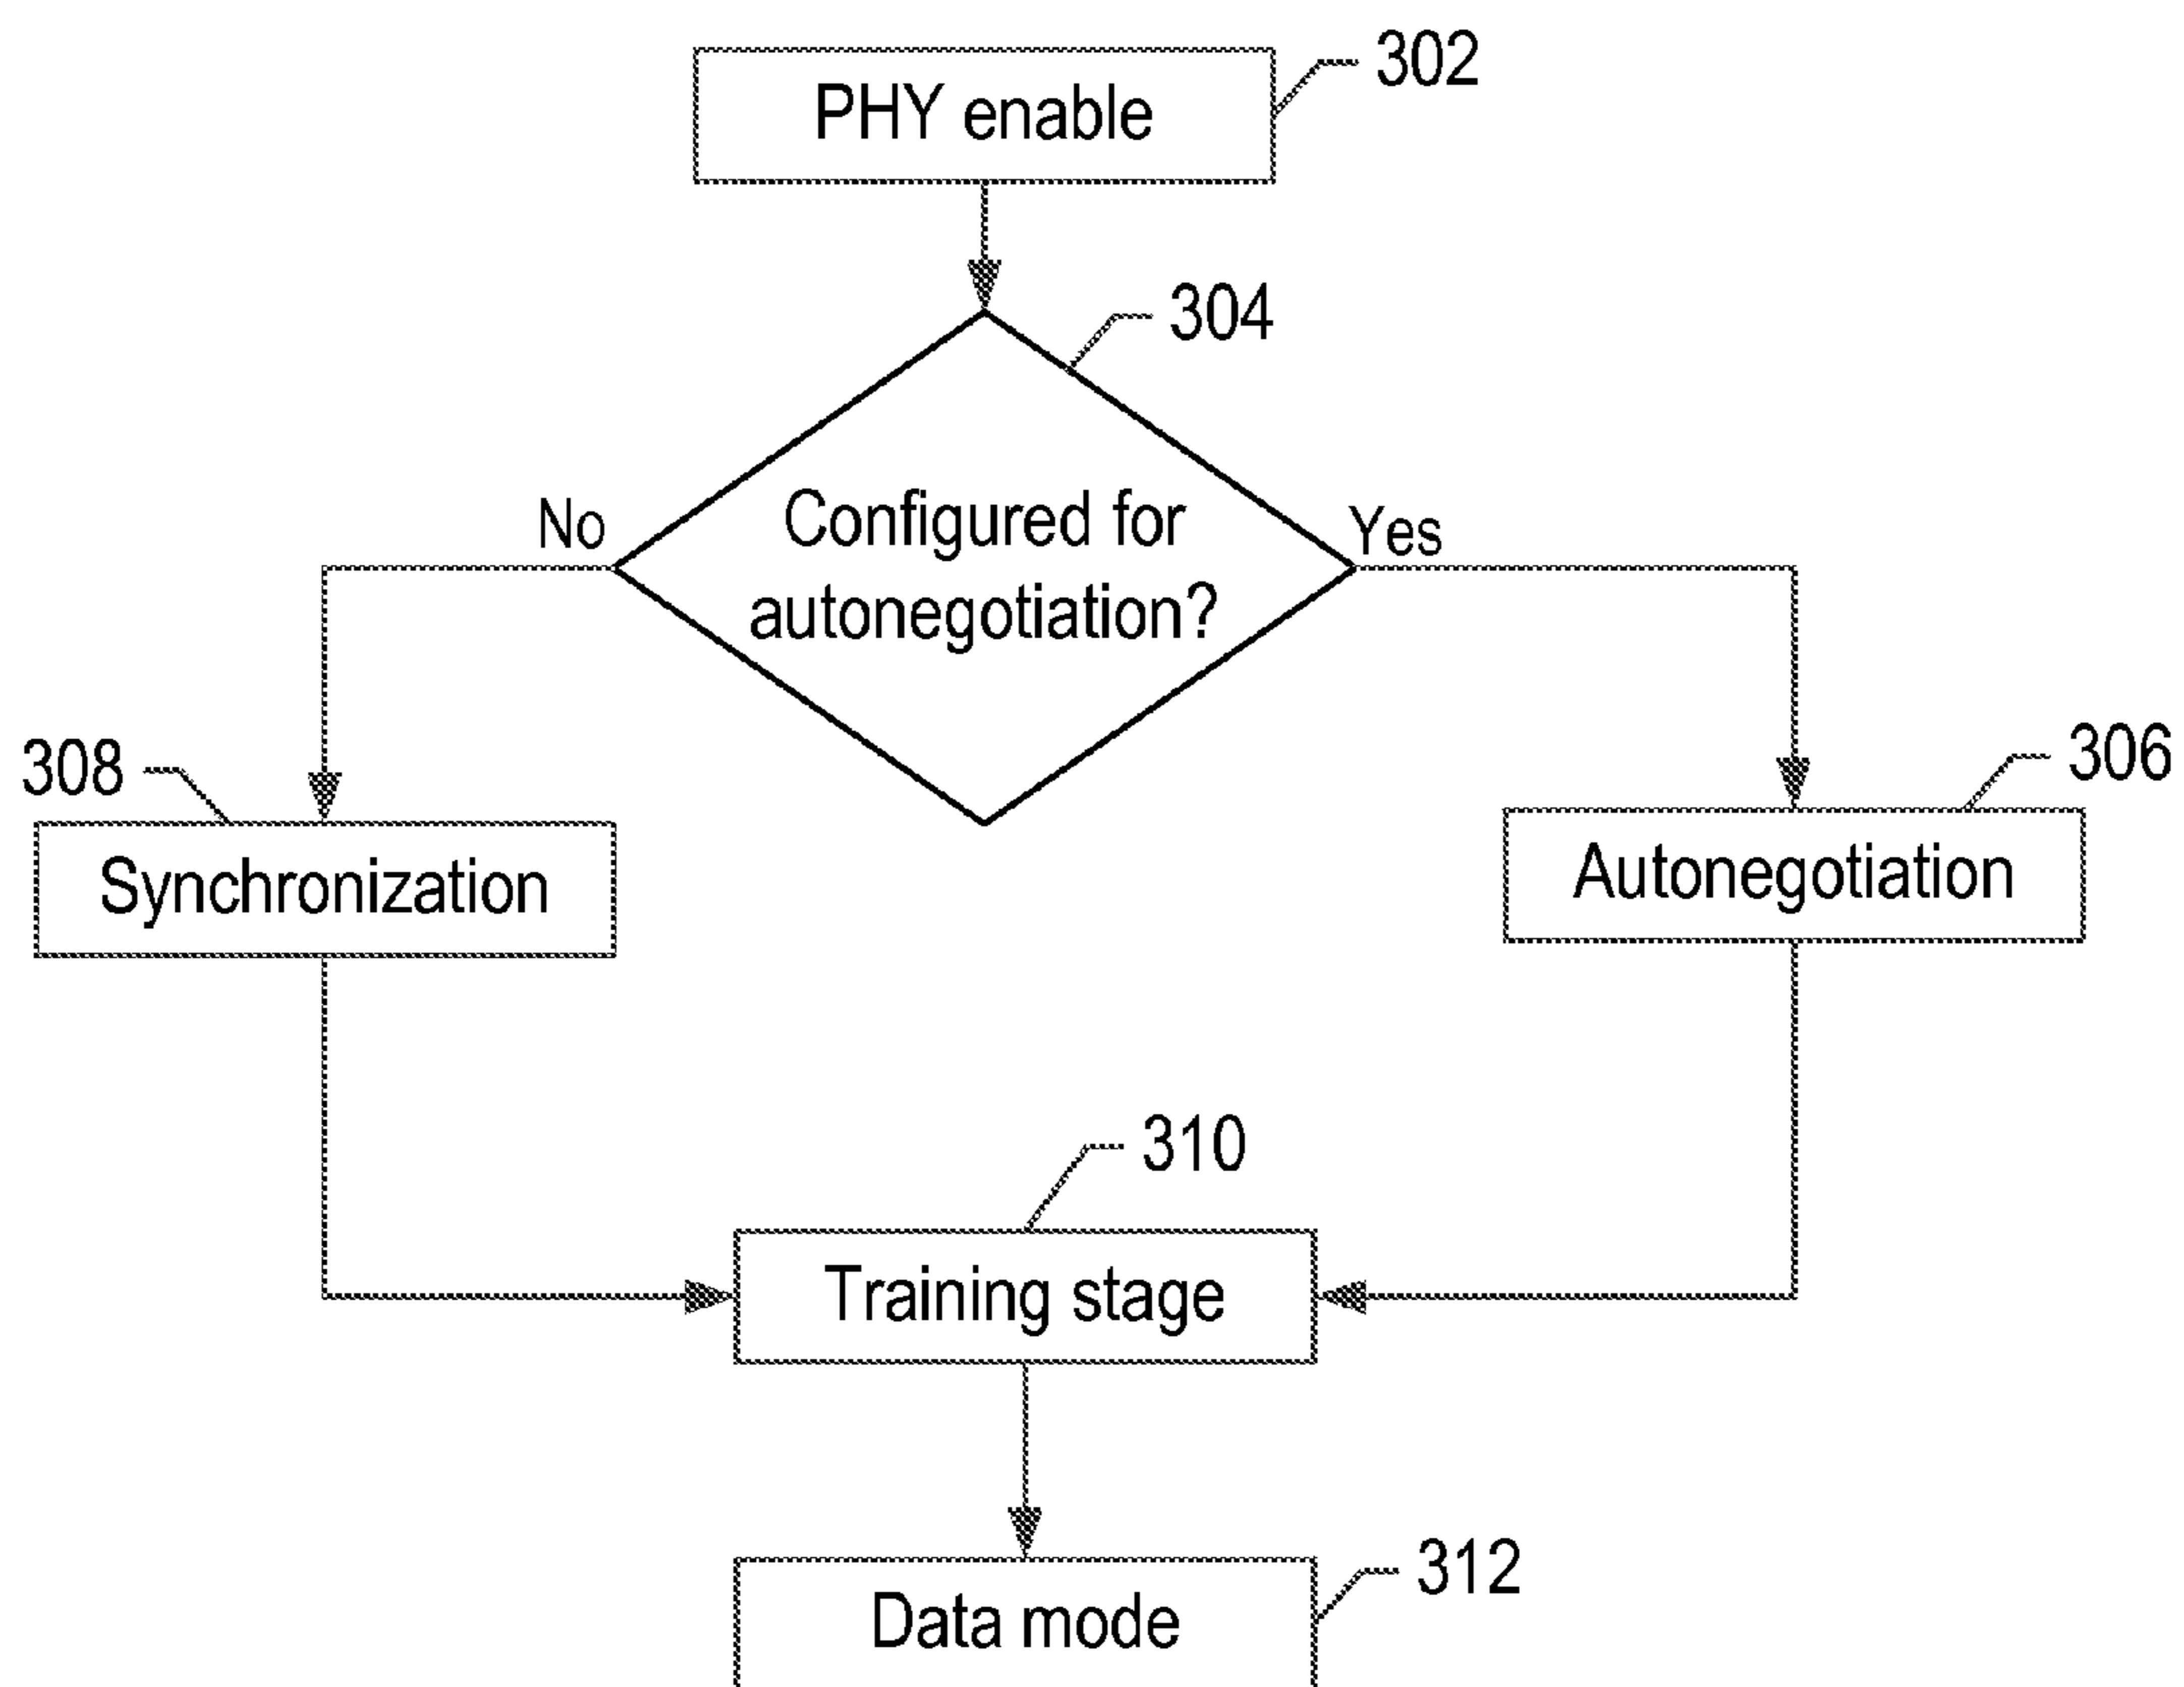 PHY enable
302
304
Configured for
autonegotiation?
No
Yes
308
Synchronization
306
Autonegotiation
310
Training stage
312
Data mode